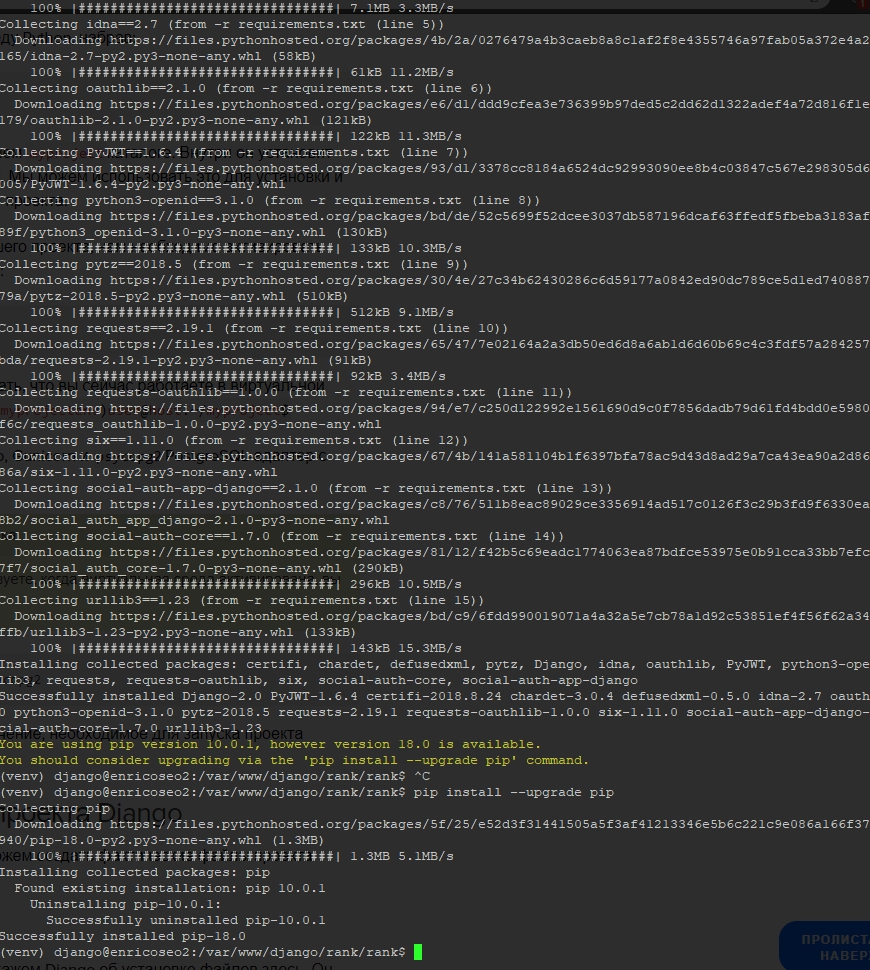 100% |################################| 7.1MB 3.3MB/s
Collecting idna==2.7 (from -r requirements.txt (line 5))
Downloading https://files.pythonhosted.org/packages/4b/2a/0276479a4b3caeb8a8c1af2f8e4355746a97fab05a372e4a2
165/idna-2.7-py2.py3-none-any.whl (58kB)
100% |################################| 61kB 11.2MB/s
Collecting oauthlib==2.1.0 (from -r requirements.txt (line 6))
Downloading https://files.pythonhosted.org/packages/e6/d1/ddd9cfea3e736399b97ded5c2dd62d1322adef4a72d816f1e
179/oauthlib-2.1.0-py2.py3-none-any.whl (121kB)
100% |################################| 122kB 11.3MB/s
Collecting PyJWT==1.6.4 (from -r requirements.txt (line 7))
Downloading https://files.pythonhosted.org/packages/93/d1/3378cc8184a6524dc92993090ee8b4c03847c567e298305d6
005/PyJWT-1.6.4-py2.py3-none-any.whl
Collecting python3-openid==3.1.0 (from -r requirements.txt (line 8))
Downloading https://files.pythonhosted.org/packages/bd/de/52c5699f52dcee3037db587196dcaf63ffedf5fbeba3183af
89f/python3_openid-3.1.0-py3-none-any.whl (130kB)
100% |################################| 133kB 10.3MB/s
Collecting pytz==2018.5 (from -r requirements.txt (line 9))
Downloading https://files.pythonhosted.org/packages/30/4e/27c34b62430286c6d59177a0842ed90dc789ce5d1ed740887
79a/pytz-2018.5-py2.py3-none-any.whl (510kB)
100% |################################| 512kB 9.1MB/s
Collecting requests==2.19.1 (from -r requirements.txt (line 10))
Downloading https://files.pythonhosted.org/packages/65/47/7e02164a2a3db50ed6d8a6ab1d6d60b69c4c3fdf57a284257
bda/requests-2.19.1-py2.py3-none-any.whl (91kB)
100% |################################| 92kB 3.4MB/s
Collecting requests-oauthlib==1.0.0 (from -r requirements.txt (line 11))
Downloading https://files.pythonhosted.org/packages/94/e7/c250d122992e1561690d9c0f7856dadb79d61fd4bdd0e5980
f6c/requests_oauthlib-1.0.0-py2.py3-none-any.whl
Collecting six==1.11.0 (from -r requirements.txt (line 12))
Downloading https://files.pythonhosted.org/packages/67/4b/141a581104b1f6397bfa78ac9d43d8ad29a7ca43ea90a2d86
86a/six-1.11.0-py2.py3-none-any.whl
Collecting social-auth-app-django==2.1.0 (from -r requirements.txt (line 13))
Downloading https://files.pythonhosted.org/packages/c8/76/511b8eac89029ce3356914ad517c0126f3c29b3fd9f6330ea
8b2/social_auth_app_django-2.1.0-py3-none-any.whl
Collecting social-auth-core==1.7.0 (from -r requirements.txt (line 14))
Downloading https://files.pythonhosted.org/packages/81/12/f42b5c69eadc1774063ea87bdfce53975e0b91cca33bb7efc
7f7/social_auth_core-1.7.0-py3-none-any.whl (290kB)
100% |################################| 296kB 10.5MB/s
Collecting urllib3==1.23 (from -r requirements.txt (line 15))
Downloading https://files.pythonhosted.org/packages/bd/c9/6fdd990019071a4a32a5e7cb78a1d92c53851ef4f56f62a34
ffb/urllib3-1.23-py2.py3-none-any.whl (133kB)
100% |################################| 143kB 15.3MB/s
Installing collected packages: certifi, chardet, defusedxml, pytz, Django, idna, oauthlib, PyJWT, python3-ope
lib3, requests, requests-oauthlib, six, social-auth-core, social-auth-app-django
Successfully installed Django-2.0 PyJWT-1.6.4 certifi-2018.8.24 chardet-3.0.4 defusedxml-0.5.0 idna-2.7 oauth
0 python3-openid-3.1.0 pytz-2018.5 requests-2.19.1 requests-oauthlib-1.0.0 six-1.11.0 social-auth-app-django-
cial-auth-core-1.7.0 urllib3-1.23
You are using pip version 10.0.1, however version 18.0 is available.
You should consider upgrading via the 'pip install --upgrade pip' command.
(venv) django@enricoseo2:/var/www/django/rank/rank$ ^C
(venv) django@enricoseo2:/var/www/django/rank/rank$ pip install --upgrade pip
Collecting pip
Downloading https://files.pythonhosted.org/packages/5f/25/e52d3f31441505a5f3af41213346e5b6c221c9e086a166f37
940/pip-18.0-py2.py3-none-any.whl (1.3MB)
100% |################################| 1.3MB 5.1MB/s
Installing collected packages: pip
Found existing installation: pip 10.0.1
Uninstalling pip-10.0.1:
Successfully uninstalled pip-10.0.1
Successfully installed pip-18.0
(venv) django@enricoseo2:/var/www/django/rank/rank$
ПРОЛИСТА
НАВЕР